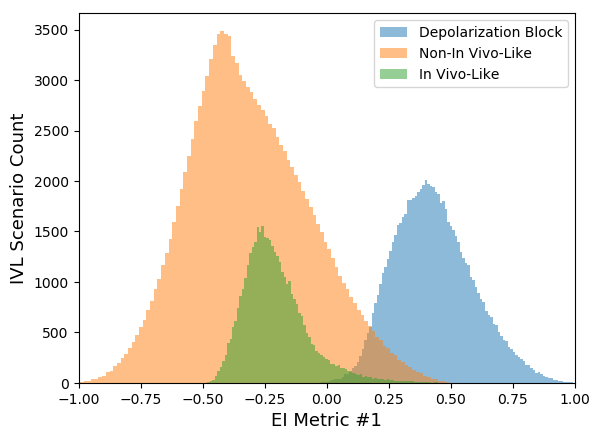 Depolarization Block
Non-In Vivo-Like
In Vivo-Like
IVL Scenario Count
3500
3000
2500
2000
1500
1000
500
0
−1.00 −0.75 −0.50 −0.25 0.00 0.25 0.50 0.75 1.00
EI Metric #1